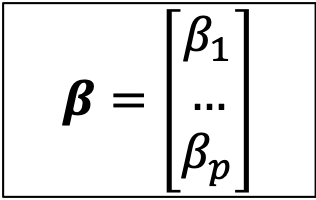 β = [β₁
...
βₚ]